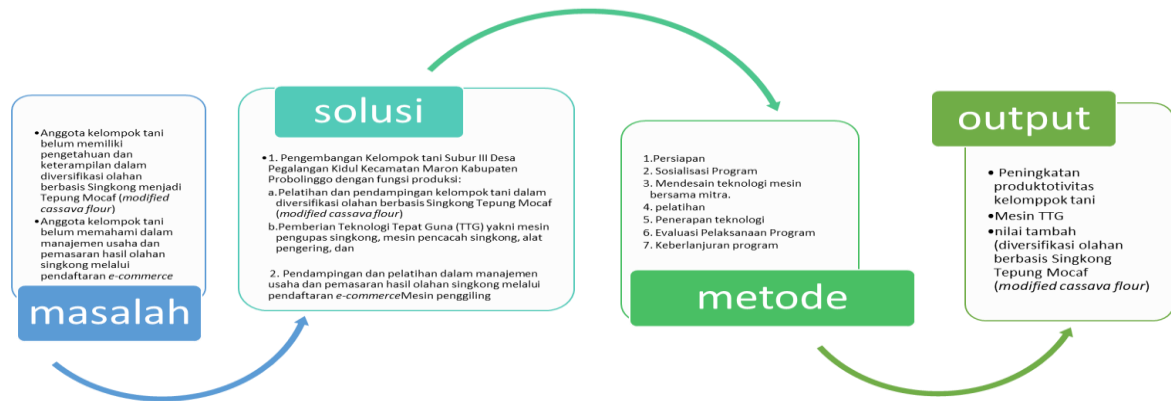 •Anggota kelompok tani
belum memiliki
pengetahuan dan
keterampilan dalam
diversifikasi olahan
berbasis Singkong menjadi
Tepung Mocaf (modified
cassava flour)
•Anggota kelompok tani
belum memahami dalam
manajemen usaha dan
pemasaran hasil olahan
singkong melalui
pendaftaran e-commerce
masalah
solusi
•1. Pengembangan Kelompok tani Subur III Desa
Pegalangan Kidul Kecamatan Maron Kabupaten
Probolinggo dengan fungsi produksi:
a.Pelatihan dan pendampingan kelompok tani dalam
diversifikasi olahan berbasis Singkong Tepung Mocaf
(modified cassava flour)
b.Pemberian Teknologi Tepat Guna (TTG) yakni mesin
pengupas singkong, mesin pencacah singkong, alat
pengering, dan
2. Pendampingan dan pelatihan dalam manajemen
usaha dan pemasaran hasil olahan singkong melalui
pendaftaran e-commerceMesin penggiling
1.Persiapan
2. Sosialisasi Program
3. Mendesain teknologi mesin
bersama mitra.
4. pelatihan
5. Penerapan teknologi
6. Evaluasi Pelaksanaan Program
7. Keberlanjuran program
metode
output
• Peningkatan
produktotivitas
kelomppok tani
•Mesin TTG
•nilai tambah
(diversifikasi olahan
berbasis Singkong
Tepung Mocaf
(modified cassava flour)